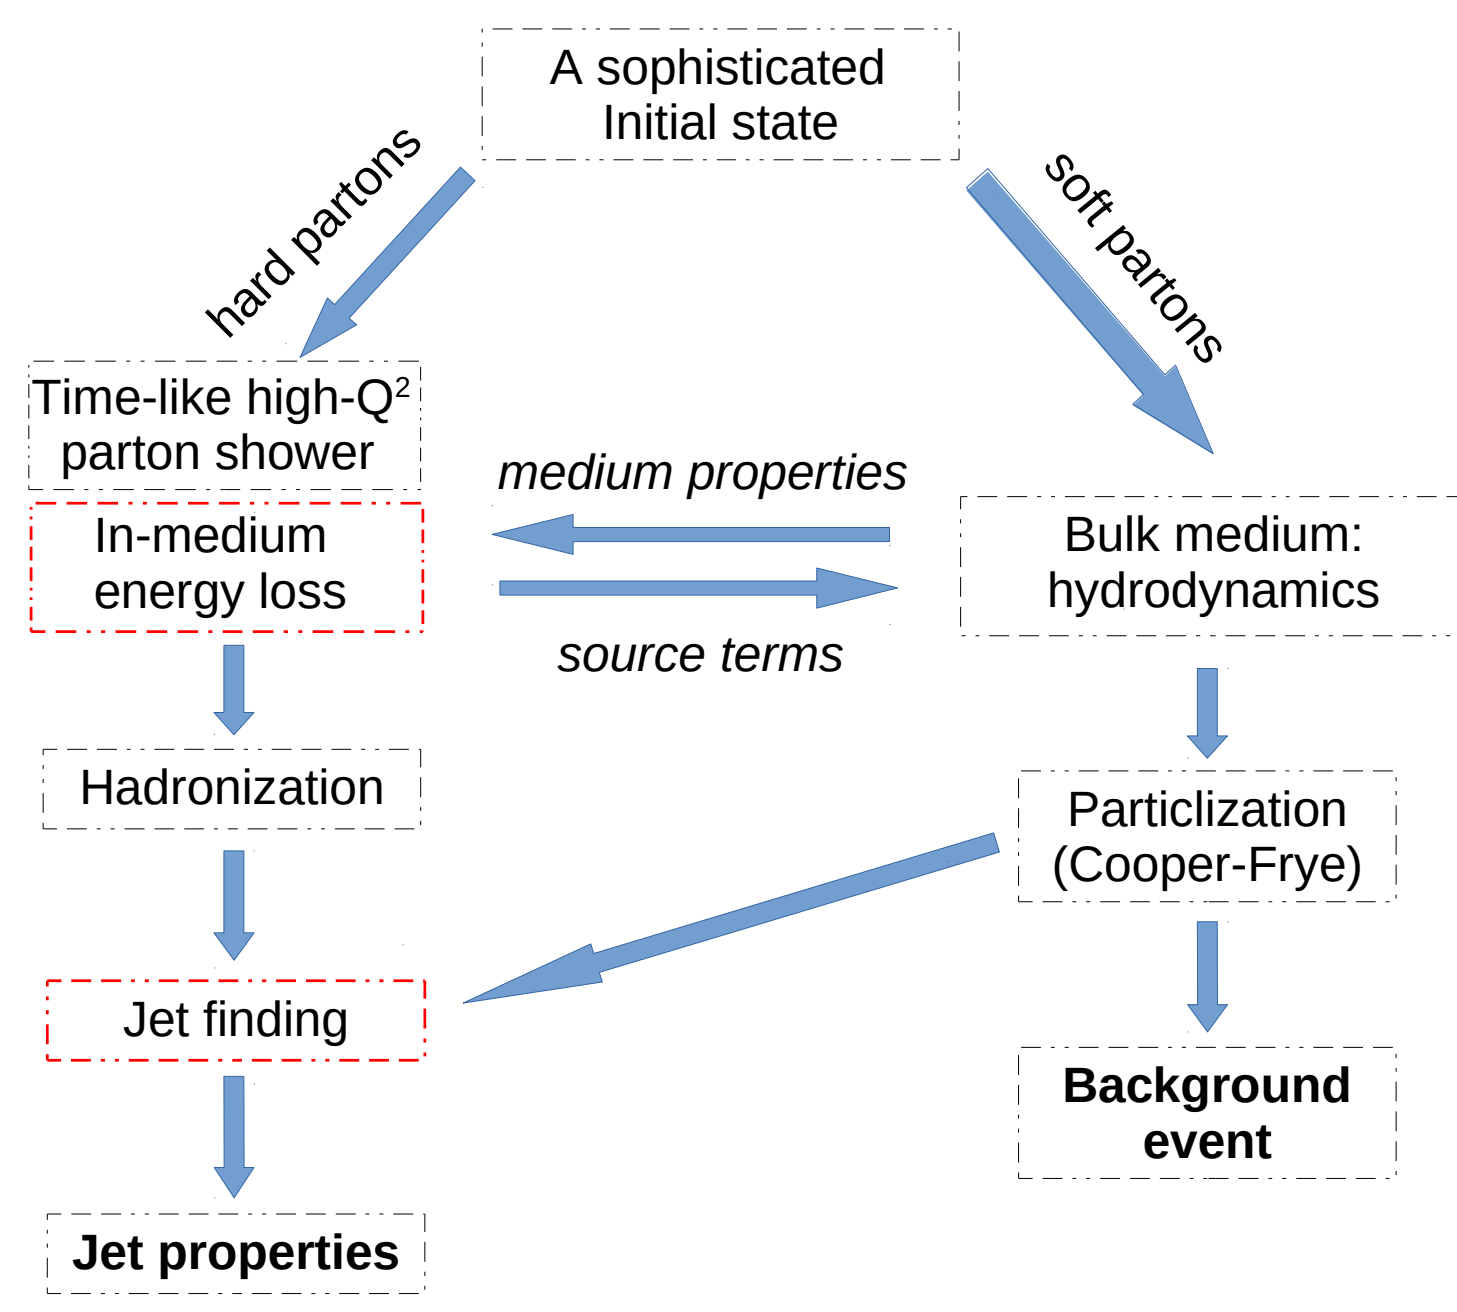 A sophisticated
Initial state
hard partons
soft partons
Time-like high-Q²
parton shower
In-medium
energy loss
medium properties
source terms
Bulk medium:
hydrodynamics
Hadronization
Particlization
(Cooper-Frye)
Jet finding
Background
event
Jet properties